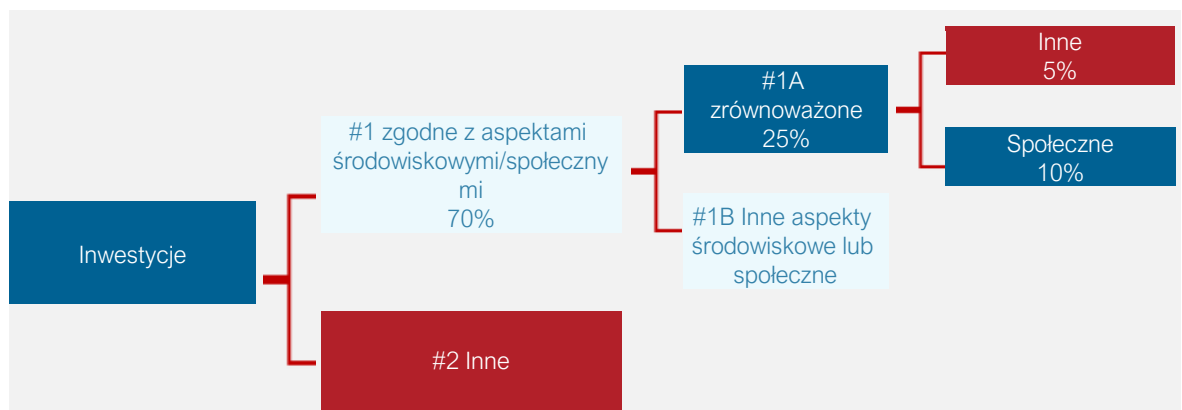 Inwestycje
#1 zgodne z aspektami
środowiskowymi/społeczny
mi
70%
#2 Inne
#1A
zrównoważone
25%
#1B Inne aspekty
środowiskowe lub
społeczne
Inne
5%
Społeczne
10%